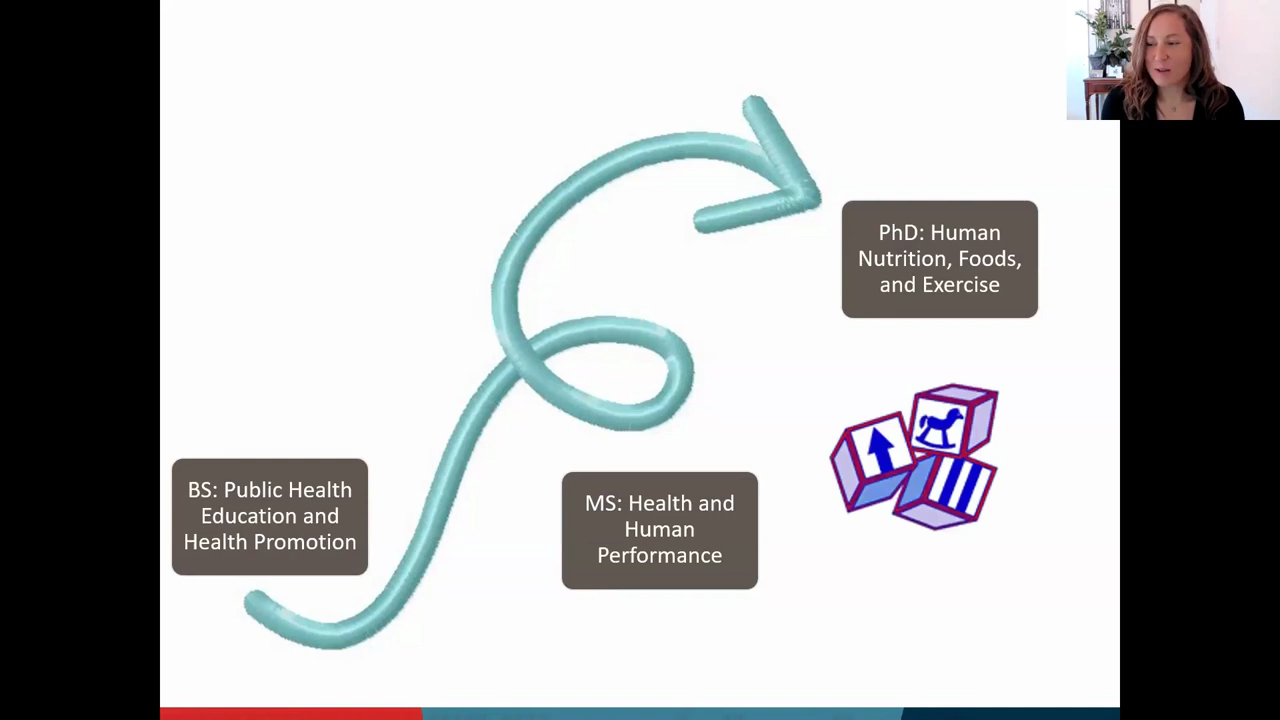 PhD: Human
Nutrition, Foods,
and Exercise
BS: Public Health
Education and
Health Promotion
MS: Health and
Human
Performance